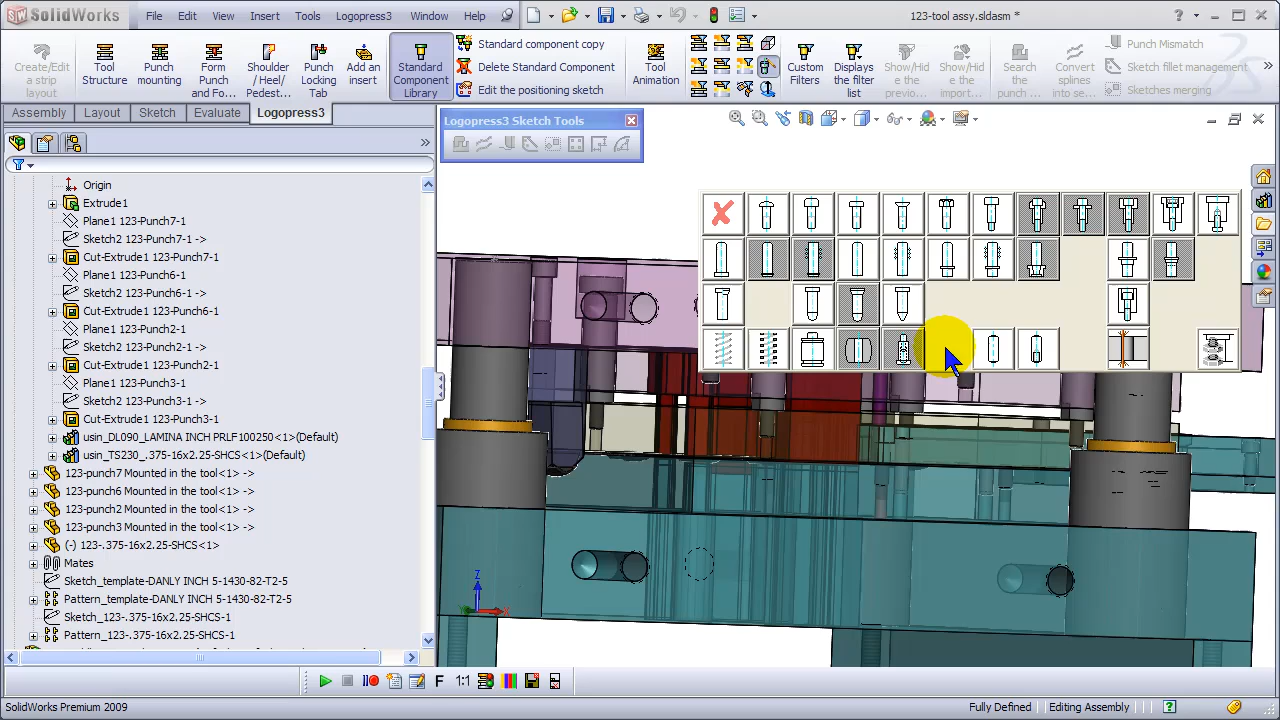 SolidWorks
File Edit View Insert Tools Logopress3 Window Help
123-tool assy.sldasm *
Create/Edit a strip layout
Tool Structure
Punch mounting
Form Punch and Fo...
Shoulder/ Heel/ Pedest...
Punch Locking Tab
Add an insert
Standard Component Library
Standard component copy
Delete Standard Component
Edit the positioning sketch
Tool Animation
Custom Filters
Displays the filter list
Show/Hid e the previo...
Show/Hid e the impor...
Search the punch ...
Convert splines into se...
Punch Mismatch
Sketch fillet management
Sketches merging
Assembly Layout Sketch Evaluate Logopress3
Logopress3 Sketch Tools
Origin
Extrude1
Plane1 123-Punch7-1
Sketch2 123-Punch7-1 ->
Cut-Extrude1 123-Punch7-1
Plane1 123-Punch6-1
Sketch2 123-Punch6-1 ->
Cut-Extrude1 123-Punch6-1
Plane1 123-Punch2-1
Sketch2 123-Punch2-1 ->
Cut-Extrude1 123-Punch2-1
Plane1 123-Punch3-1
Sketch2 123-Punch3-1 ->
Cut-Extrude1 123-Punch3-1
usin_DL090_LAMINA INCH PRLF100250<1>(Default)
usin_TS230_.375-16x2.25-SHCS<1>(Default)
123-punch7 Mounted in the tool<1> ->
123-punch6 Mounted in the tool<1> ->
123-punch2 Mounted in the tool<1> ->
123-punch3 Mounted in the tool<1> ->
(-) 123-.375-16x2.25-SHCS<1>
Mates
Sketch_template-DANLY INCH 5-1430-82-T2-5
Pattern_template-DANLY INCH 5-1430-82-T2-5
Sketch_123-.375-16x2.25-SHCS-1
Pattern_123-.375-16x2.25-SHCS-1
Z
X
F 1:1
SolidWorks Premium 2009
Fully Defined
Editing Assembly